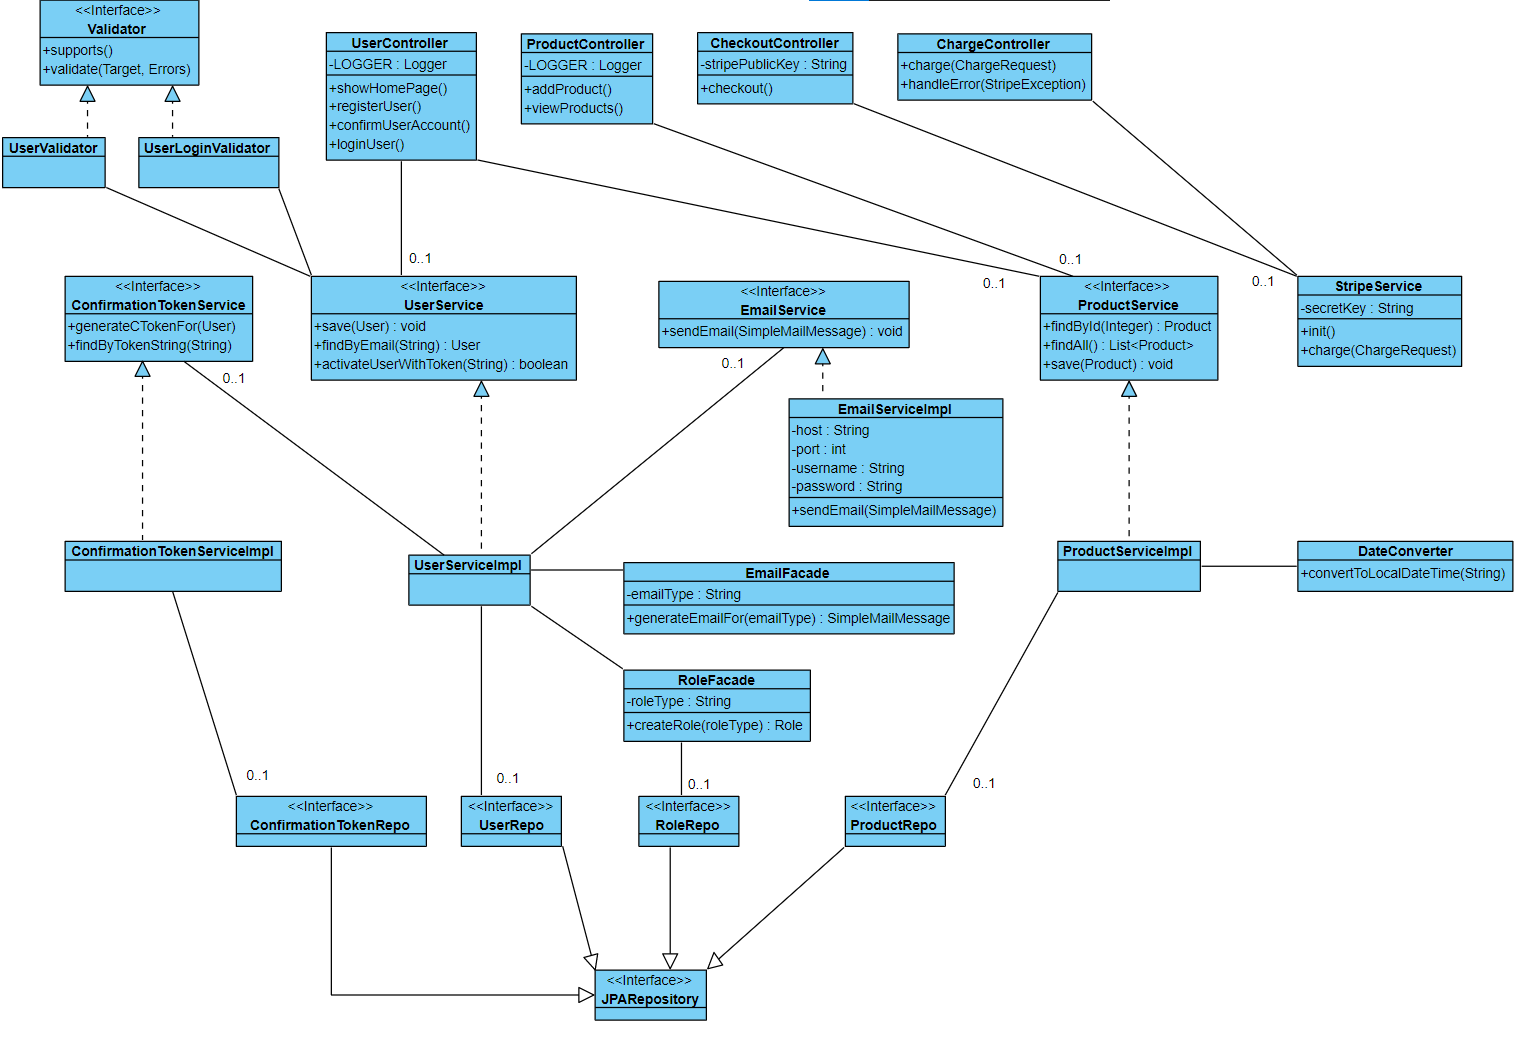 <<Interface>>
Validator
+supports()
+validate(Target, Errors)
UserController
-LOGGER : Logger
+showHomePage()
+registerUser()
+confirmUserAccount()
+loginUser()
ProductController
-LOGGER : Logger
+addProduct()
+viewProducts()
CheckoutController
-stripePublicKey : String
+checkout()
ChargeController
+charge(ChargeRequest)
+handleError(StripeException)
UserValidator
UserLoginValidator
0..1
0..1
0..1
0..1
<<Interface>>
ConfirmationTokenService
+generateCTokenFor(User)
+findByTokenString(String)
<<Interface>>
UserService
+save(User) : void
+findByEmail(String) : User
+activateUserWithToken(String) : boolean
<<Interface>>
EmailService
+sendEmail(SimpleMailMessage) : void
<<Interface>>
ProductService
+findById(Integer) : Product
+findAll() : List<Product>
+save(Product) : void
StripeService
-secretKey : String
+init()
+charge(ChargeRequest)
0..1
0..1
EmailServiceImpl
-host : String
-port : int
-username : String
-password : String
+sendEmail(SimpleMailMessage)
ConfirmationTokenServiceImpl
UserServiceImpl
ProductServiceImpl
DateConverter
+convertToLocalDateTime(String)
EmailFacade
-emailType : String
+generateEmailFor(emailType) : SimpleMailMessage
RoleFacade
-roleType : String
+createRole(roleType) : Role
0..1
0..1
0..1
0..1
<<Interface>>
ConfirmationTokenRepo
<<Interface>>
UserRepo
<<Interface>>
RoleRepo
<<Interface>>
ProductRepo
<<Interface>>
JPARepository